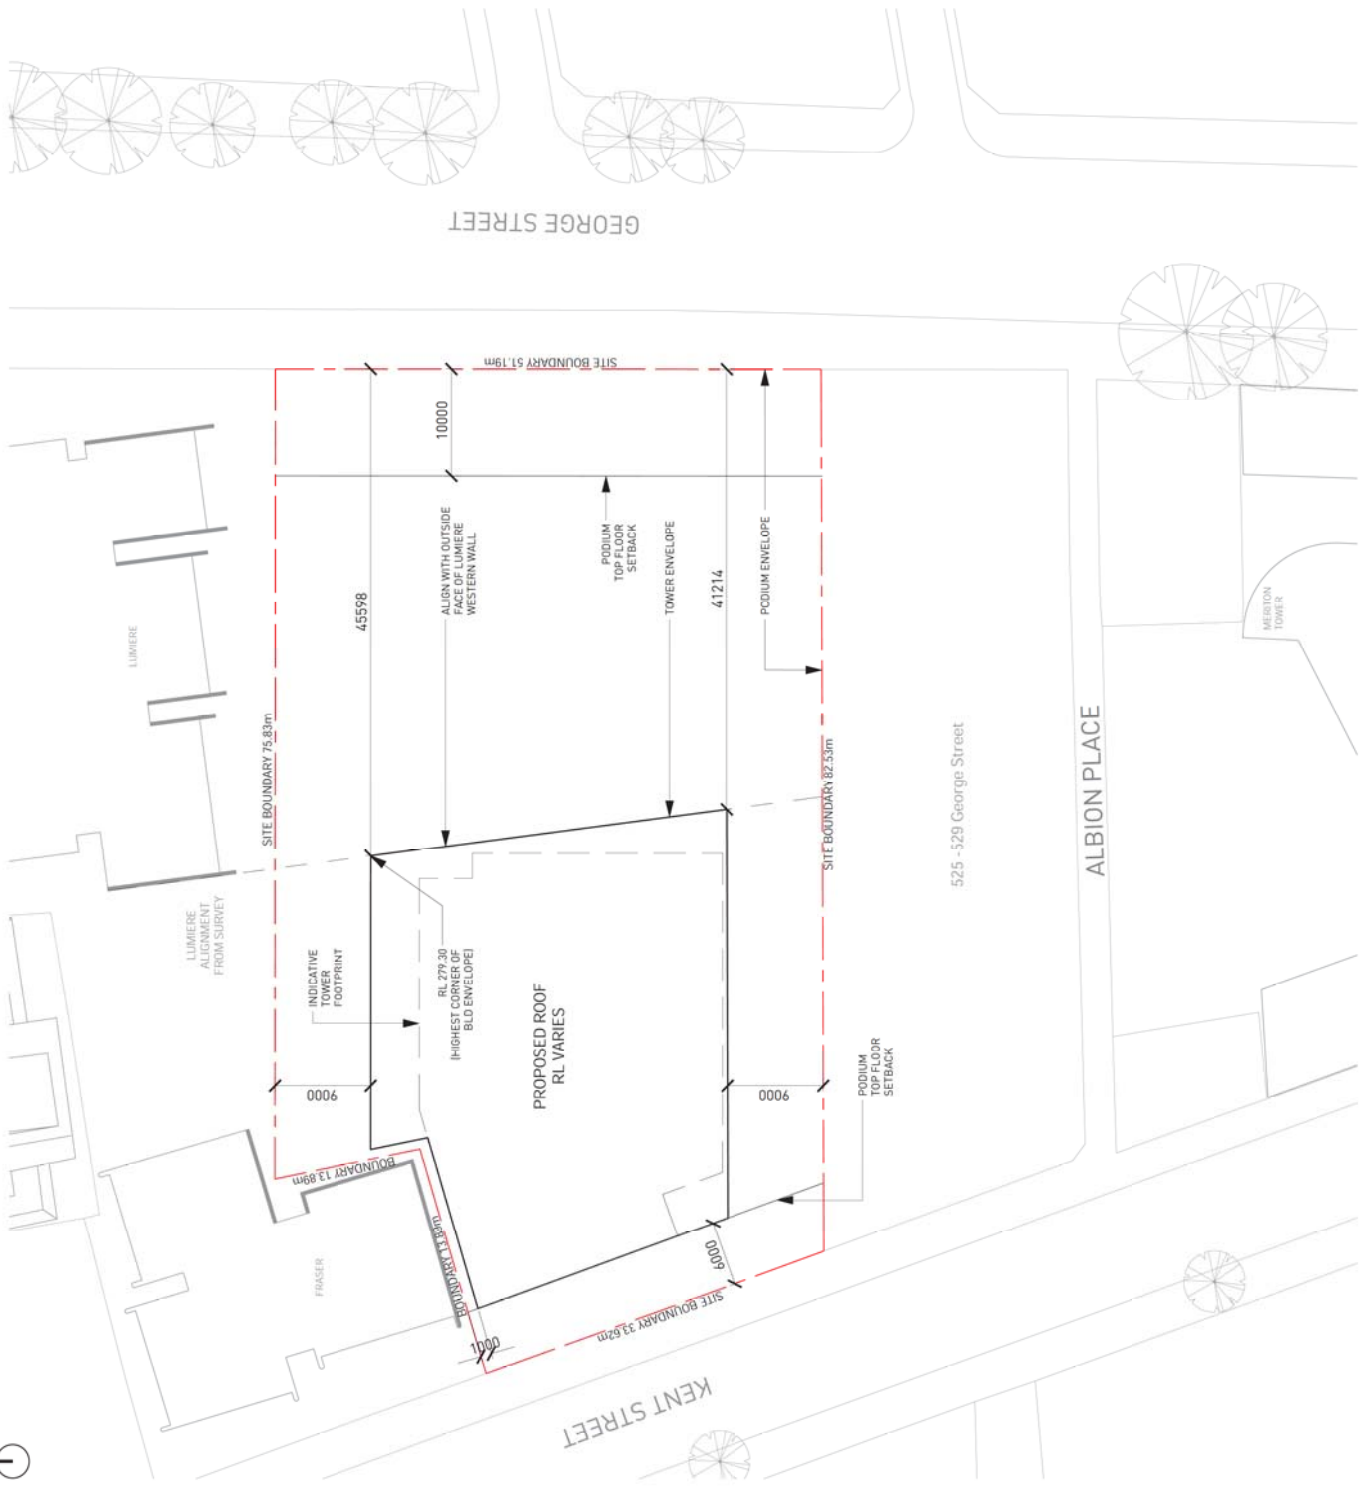 GEORGE STREET
SITE BOUNDARY 51.19m
10000
ALIGN WITH OUTSIDE
FACE OF LUMIERE
WESTERN WALL
PODIUM
TOP FLOOR
SETBACK
TOWER ENVELOPE
PODIUM ENVELOPE
45598
41214
LUMIERE
MERITON
TOWER
SITE BOUNDARY 75.83m
SITE BOUNDARY 82.53m
525 - 529 George Street
ALBION PLACE
LUMIERE
ALIGNMENT
FROM SURVEY
INDICATIVE
TOWER
FOOTPRINT
RL 279.30
(HIGHEST CORNER OF
BLD ENVELOPE)
PROPOSED ROOF
RL VARIES
9000
9000
PODIUM
TOP FLOOR
SETBACK
BOUNDARY 13.89m
BOUNDARY 13.89m
FRASER
6000
SITE BOUNDARY 33.62m
1000
KENT STREET